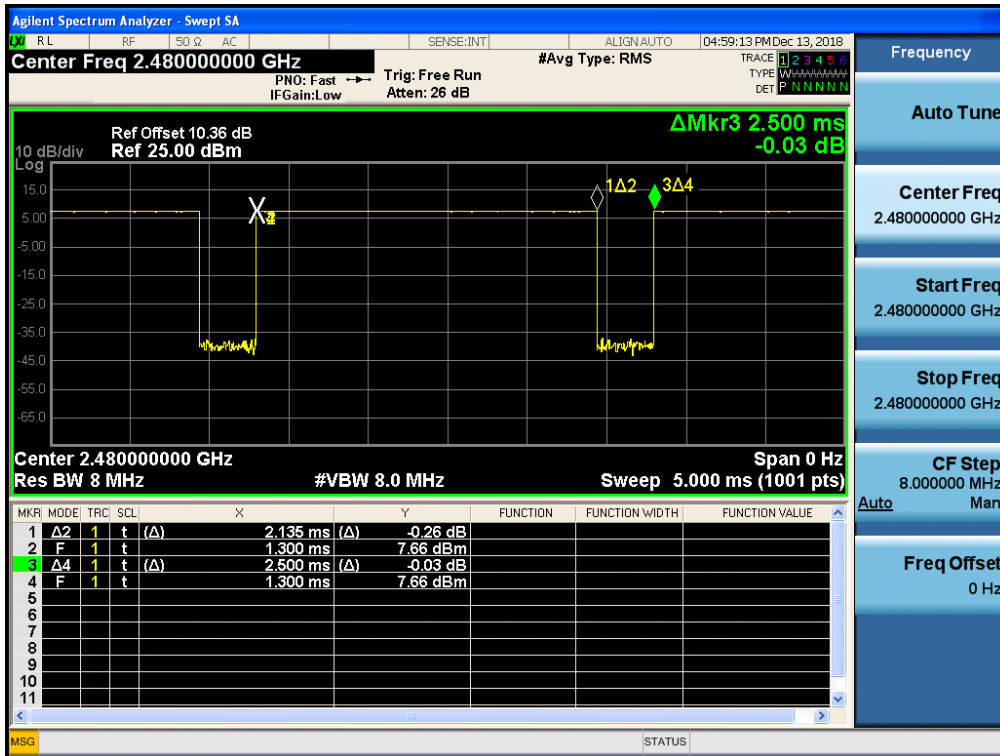 Agilent Spectrum Analyzer - Swept SA
LXI RL RF 50 Ω AC SENSE:INT ALIGN AUTO 04:59:13 PM Dec 13, 2018
Center Freq 2.480000000 GHz
#Avg Type: RMS
TRACE 1 2 3 4 5 6
PNO: Fast Trig: Free Run
TYPE W
IFGain:Low Atten: 26 dB
DET P N N N N N
Frequency
Auto Tune
ΔMkr3 2.500 ms
-0.03 dB
Ref Offset 10.36 dB
10 dB/div Ref 25.00 dBm
Log
15.0
5.00
-5.00
-15.0
-25.0
-35.0
-45.0
-55.0
-65.0
1Δ2 3Δ4
Center Freq
2.480000000 GHz
Start Freq
2.480000000 GHz
Stop Freq
2.480000000 GHz
CF Step
8.000000 MHz
Auto Man
Freq Offset
0 Hz
Center 2.480000000 GHz Span 0 Hz
Res BW 8 MHz #VBW 8.0 MHz Sweep 5.000 ms (1001 pts)
MKR MODE TRC SCL X Y FUNCTION FUNCTION WIDTH FUNCTION VALUE
1 Δ2 1 t (Δ) 2.135 ms (Δ) -0.26 dB
2 F 1 t 1.300 ms 7.66 dBm
3 Δ4 1 t (Δ) 2.500 ms (Δ) -0.03 dB
4 F 1 t 1.300 ms 7.66 dBm
5
6
7
8
9
10
11
MSG STATUS